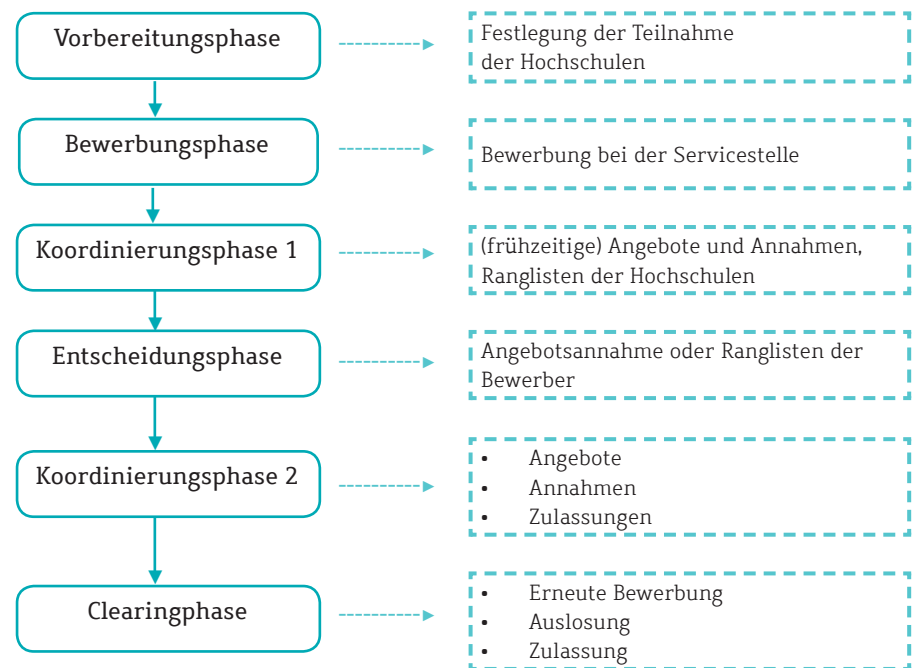 Vorbereitungsphase
Festlegung der Teilnahme
der Hochschulen
Bewerbungsphase
Bewerbung bei der Servicestelle
Koordinierungsphase 1
(frühzeitige) Angebote und Annahmen,
Ranglisten der Hochschulen
Entscheidungsphase
Angebotsannahme oder Ranglisten der
Bewerber
Koordinierungsphase 2
• Angebote
• Annahmen
• Zulassungen
Clearingphase
• Erneute Bewerbung
• Auslosung
• Zulassung